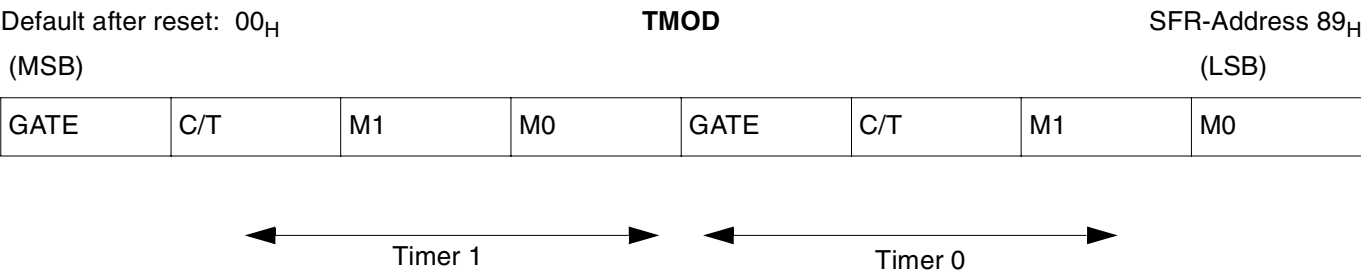 Default after reset: 00H TMOD SFR-Address 89H
(MSB) (LSB)
GATE C/T M1 M0 GATE C/T M1 M0
Timer 1 Timer 0